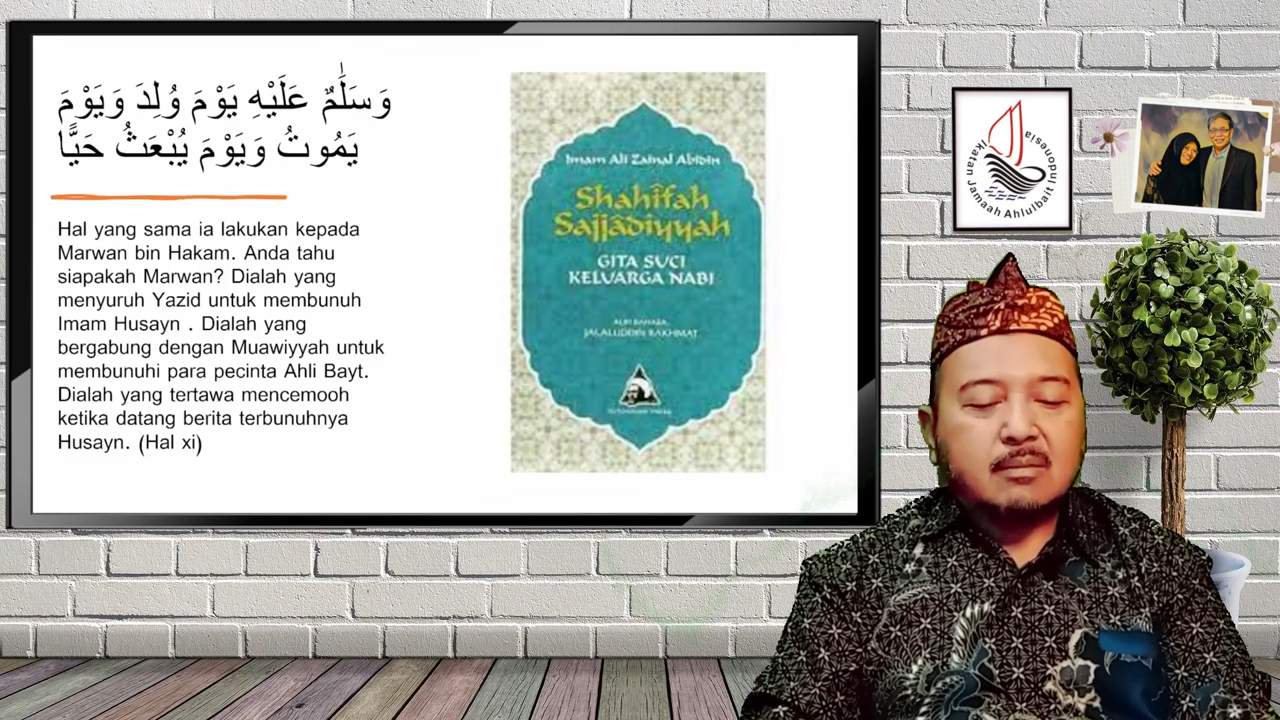 وَسَلَٰمٌ عَلَيْهِ يَوْمَ وُلِدَ وَيَوْمَ
يَمُوتُ وَيَوْمَ يُبْعَثُ حَيًّا
Hal yang sama ia lakukan kepada
Marwan bin Hakam. Anda tahu
siapakah Marwan? Dialah yang
menyuruh Yazid untuk membunuh
Imam Husayn . Dialah yang
bergabung dengan Muawiyyah untuk
membunuhi para pecinta Ahli Bayt.
Dialah yang tertawa mencemooh
ketika datang berita terbunuhnya
Husayn. (Hal xi)
Imam Ali Zainal Abidin
Shahifah
Sajjadiyyah
GITA SUCI
KELUARGA NABI
ALIH BAHASA
JALALUDDIN RAKHMAT
Ikatan Jamaah Ahlulbait Indonesia